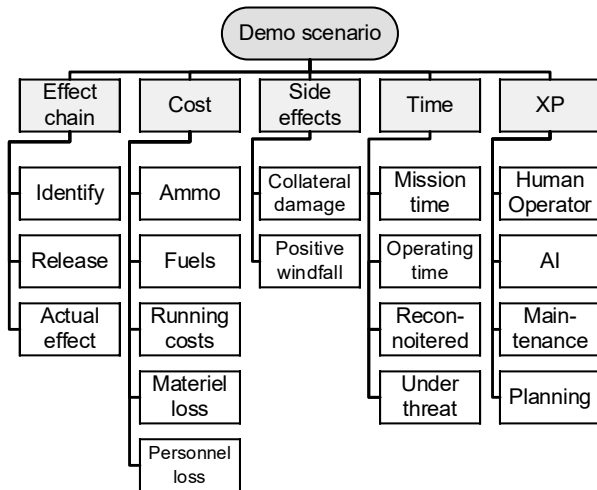 Demo scenario
Effect
chain
Cost
Side
effects
Time
XP
Identify
Release
Actual
effect
Ammo
Fuels
Running
costs
Materiel
loss
Personnel
loss
Collateral
damage
Positive
windfall
Mission
time
Operating
time
Recon-
noitered
Under
threat
Human
Operator
AI
Main-
tenance
Planning